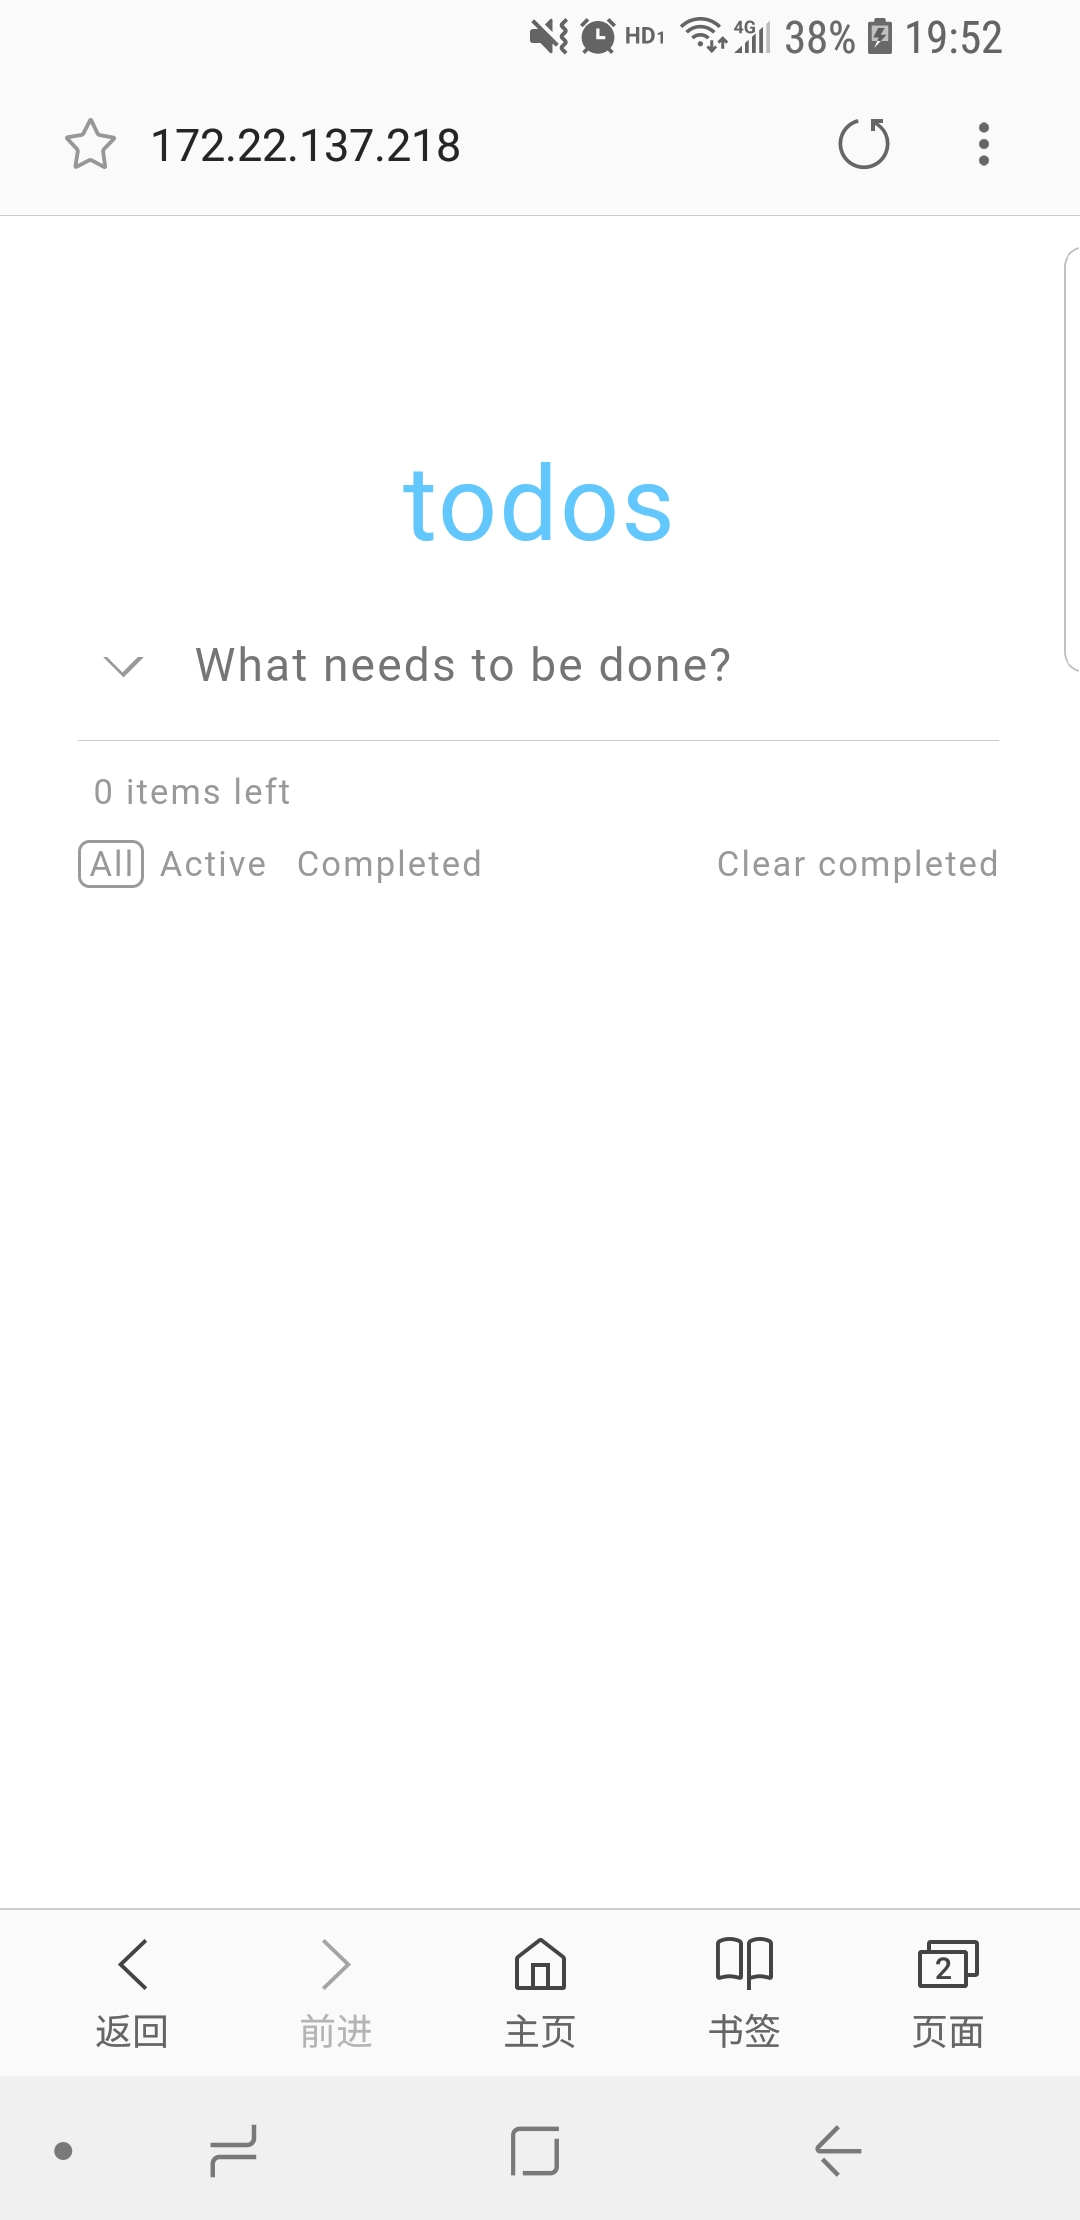 HD1 4G 38% 19:52
172.22.137.218
todos
What needs to be done?
0 items left
All Active Completed Clear completed
2
返回 前进 主页 书签 页面